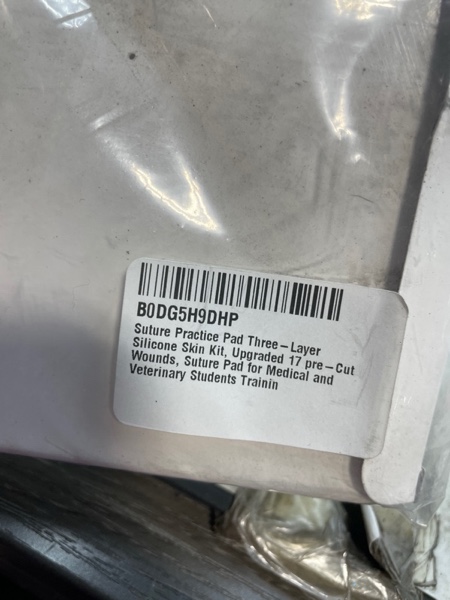 B0DG5H9DHP
Suture Practice Pad Three-Layer
Silicone Skin Kit, Upgraded 17 pre-Cut
Wounds, Suture Pad for Medical and
Veterinary Students Trainin